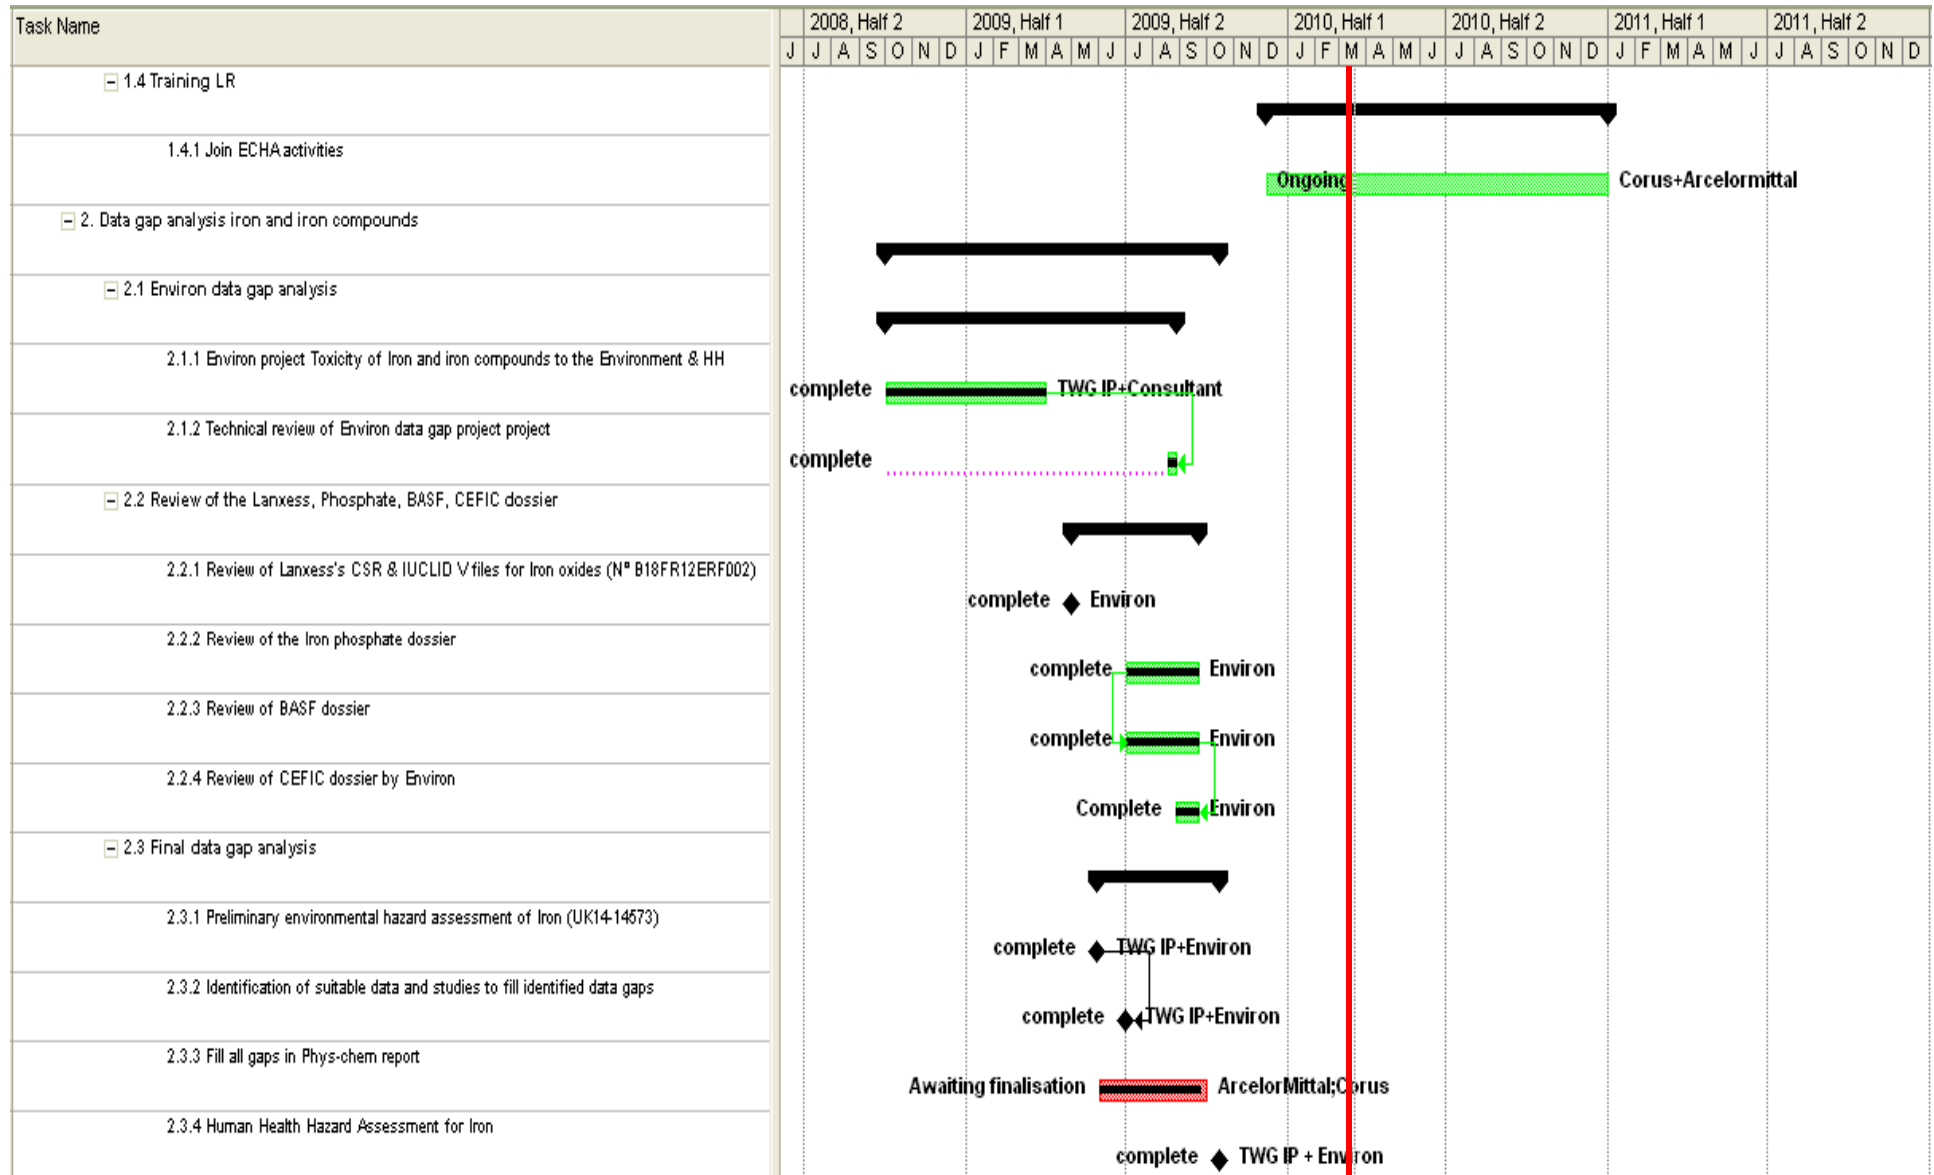 Task Name
2008, Half 2 2009, Half 1 2009, Half 2 2010, Half 1 2010, Half 2 2011, Half 1 2011, Half 2
J J A S O N D J F M A M J J A S O N D J F M A M J J A S O N D J F M A M J J A S O N D
1.4 Training LR
1.4.1 Join ECHA activities
Ongoing Corus+Arcelormittal
2. Data gap analysis iron and iron compounds
2.1 Environ data gap analysis
2.1.1 Environ project Toxicity of Iron and iron compounds to the Environment & HH
complete TWG IP+Consultant
2.1.2 Technical review of Environ data gap project project
complete
2.2 Review of the Lanxess, Phosphate, BASF, CEFIC dossier
2.2.1 Review of Lanxess's CSR & IUCLID V files for Iron oxides (N° B18FR12ERF002)
complete Environ
2.2.2 Review of the Iron phosphate dossier
complete Environ
2.2.3 Review of BASF dossier
complete Environ
2.2.4 Review of CEFIC dossier by Environ
Complete Environ
2.3 Final data gap analysis
2.3.1 Preliminary environmental hazard assessment of Iron (UK14-14573)
complete TWG IP+Environ
2.3.2 Identification of suitable data and studies to fill identified data gaps
complete TWG IP+Environ
2.3.3 Fill all gaps in Phys-chem report
Awaiting finalisation ArcelorMittal;Corus
2.3.4 Human Health Hazard Assessment for Iron
complete TWG IP + Environ